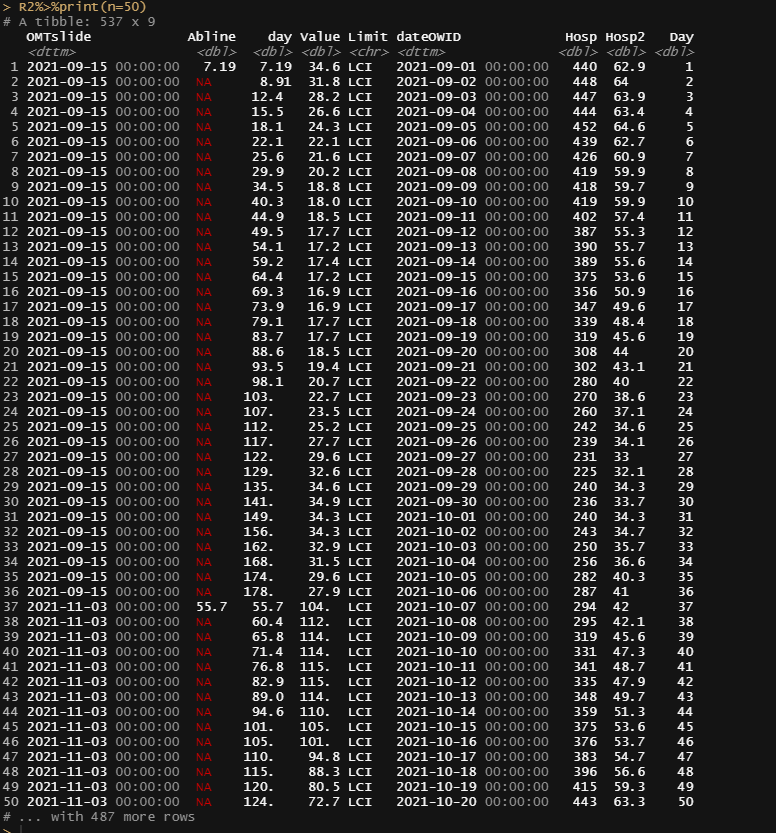 > R2%>%print(n=50)
# A tibble: 537 x 9
   OMTslide            Abline    day Value Limit dateOWID             Hosp Hosp2   Day
   <dttm>               <dbl>  <dbl> <dbl> <chr> <dttm>              <dbl> <dbl> <dbl>
 1 2021-09-15 00:00:00   7.19   7.19  34.6 LCI   2021-09-01 00:00:00   440  62.9     1
 2 2021-09-15 00:00:00  NA      8.91  31.8 LCI   2021-09-02 00:00:00   448  64       2
 3 2021-09-15 00:00:00  NA     12.4   28.2 LCI   2021-09-03 00:00:00   447  63.9     3
 4 2021-09-15 00:00:00  NA     15.5   26.6 LCI   2021-09-04 00:00:00   444  63.4     4
 5 2021-09-15 00:00:00  NA     18.1   24.3 LCI   2021-09-05 00:00:00   452  64.6     5
 6 2021-09-15 00:00:00  NA     22.1   22.1 LCI   2021-09-06 00:00:00   439  62.7     6
 7 2021-09-15 00:00:00  NA     25.6   21.6 LCI   2021-09-07 00:00:00   426  60.9     7
 8 2021-09-15 00:00:00  NA     29.9   20.2 LCI   2021-09-08 00:00:00   419  59.9     8
 9 2021-09-15 00:00:00  NA     34.5   18.8 LCI   2021-09-09 00:00:00   418  59.7     9
10 2021-09-15 00:00:00  NA     40.3   18.0 LCI   2021-09-10 00:00:00   419  59.9    10
11 2021-09-15 00:00:00  NA     44.9   18.5 LCI   2021-09-11 00:00:00   402  57.4    11
12 2021-09-15 00:00:00  NA     49.5   17.7 LCI   2021-09-12 00:00:00   387  55.3    12
13 2021-09-15 00:00:00  NA     54.1   17.2 LCI   2021-09-13 00:00:00   390  55.7    13
14 2021-09-15 00:00:00  NA     59.2   17.4 LCI   2021-09-14 00:00:00   389  55.6    14
15 2021-09-15 00:00:00  NA     64.4   17.2 LCI   2021-09-15 00:00:00   375  53.6    15
16 2021-09-15 00:00:00  NA     69.3   16.9 LCI   2021-09-16 00:00:00   356  50.9    16
17 2021-09-15 00:00:00  NA     73.9   16.9 LCI   2021-09-17 00:00:00   347  49.6    17
18 2021-09-15 00:00:00  NA     79.1   17.7 LCI   2021-09-18 00:00:00   339  48.4    18
19 2021-09-15 00:00:00  NA     83.7   17.7 LCI   2021-09-19 00:00:00   319  45.6    19
20 2021-09-15 00:00:00  NA     88.6   18.5 LCI   2021-09-20 00:00:00   308  44      20
21 2021-09-15 00:00:00  NA     93.5   19.4 LCI   2021-09-21 00:00:00   302  43.1    21
22 2021-09-15 00:00:00  NA     98.1   20.7 LCI   2021-09-22 00:00:00   280  40      22
23 2021-09-15 00:00:00  NA    103.    22.7 LCI   2021-09-23 00:00:00   270  38.6    23
24 2021-09-15 00:00:00  NA    107.    23.5 LCI   2021-09-24 00:00:00   260  37.1    24
25 2021-09-15 00:00:00  NA    112.    25.2 LCI   2021-09-25 00:00:00   242  34.6    25
26 2021-09-15 00:00:00  NA    117.    27.7 LCI   2021-09-26 00:00:00   239  34.1    26
27 2021-09-15 00:00:00  NA    122.    29.6 LCI   2021-09-27 00:00:00   231  33      27
28 2021-09-15 00:00:00  NA    129.    32.6 LCI   2021-09-28 00:00:00   225  32.1    28
29 2021-09-15 00:00:00  NA    135.    34.6 LCI   2021-09-29 00:00:00   240  34.3    29
30 2021-09-15 00:00:00  NA    141.    34.9 LCI   2021-09-30 00:00:00   236  33.7    30
31 2021-09-15 00:00:00  NA    149.    34.3 LCI   2021-10-01 00:00:00   240  34.3    31
32 2021-09-15 00:00:00  NA    156.    34.3 LCI   2021-10-02 00:00:00   243  34.7    32
33 2021-09-15 00:00:00  NA    162.    32.9 LCI   2021-10-03 00:00:00   250  35.7    33
34 2021-09-15 00:00:00  NA    168.    31.5 LCI   2021-10-04 00:00:00   256  36.6    34
35 2021-09-15 00:00:00  NA    174.    29.6 LCI   2021-10-05 00:00:00   282  40.3    35
36 2021-09-15 00:00:00  NA    178.    27.9 LCI   2021-10-06 00:00:00   287  41      36
37 2021-11-03 00:00:00  55.7   55.7  104.  LCI   2021-10-07 00:00:00   294  42      37
38 2021-11-03 00:00:00  NA     60.4  112.  LCI   2021-10-08 00:00:00   295  42.1    38
39 2021-11-03 00:00:00  NA     65.8  114.  LCI   2021-10-09 00:00:00   319  45.6    39
40 2021-11-03 00:00:00  NA     71.4  114.  LCI   2021-10-10 00:00:00   331  47.3    40
41 2021-11-03 00:00:00  NA     76.8  115.  LCI   2021-10-11 00:00:00   341  48.7    41
42 2021-11-03 00:00:00  NA     82.9  115.  LCI   2021-10-12 00:00:00   335  47.9    42
43 2021-11-03 00:00:00  NA     89.0  114.  LCI   2021-10-13 00:00:00   348  49.7    43
44 2021-11-03 00:00:00  NA     94.6  110.  LCI   2021-10-14 00:00:00   359  51.3    44
45 2021-11-03 00:00:00  NA    101.   105.  LCI   2021-10-15 00:00:00   375  53.6    45
46 2021-11-03 00:00:00  NA    105.   101.  LCI   2021-10-16 00:00:00   376  53.7    46
47 2021-11-03 00:00:00  NA    110.    94.8 LCI   2021-10-17 00:00:00   383  54.7    47
48 2021-11-03 00:00:00  NA    115.    88.3 LCI   2021-10-18 00:00:00   396  56.6    48
49 2021-11-03 00:00:00  NA    120.    80.5 LCI   2021-10-19 00:00:00   415  59.3    49
50 2021-11-03 00:00:00  NA    124.    72.7 LCI   2021-10-20 00:00:00   443  63.3    50
# ... with 487 more rows
>